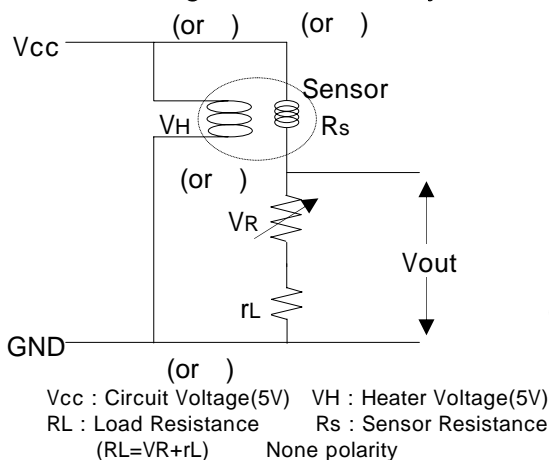 (or   )   (or   )
Vcc
Sensor
VH   Rs
(or   )
VR
Vout
rL
GND
(or   )
Vcc : Circuit Voltage(5V)   VH : Heater Voltage(5V)
RL : Load Resistance   Rs : Sensor Resistance
(RL=VR+rL)   None polarity